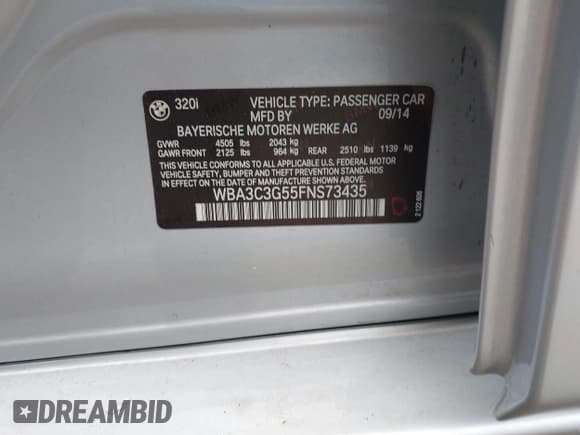 320i VEHICLE TYPE: PASSENGER CAR
MFD BY 09/14
BAYERISCHE MOTOREN WERKE AG
GVWR 4505 lbs 2043 kg
GAWR FRONT 2125 lbs 964 kg REAR 2510 lbs 1139 kg
THIS VEHICLE CONFORMS TO ALL APPLICABLE U.S. FEDERAL MOTOR
VEHICLE SAFETY, BUMPER AND THEFT PREVENTION STANDARDS
IN EFFECT ON THE DATE OF MANUFACTURE SHOWN ABOVE.
WBA3C3G55FNS73435
DREAMBID